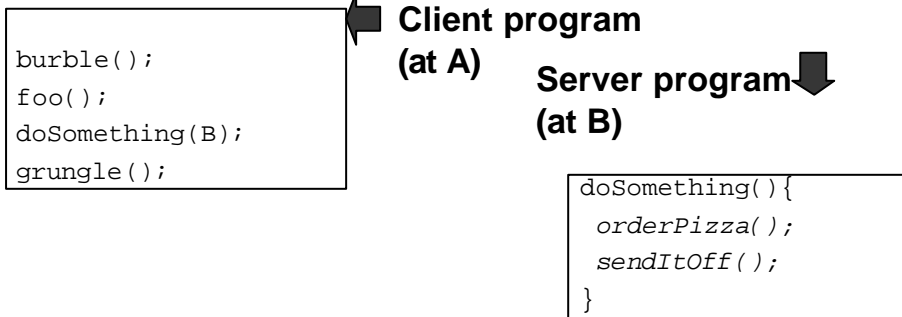 burble();
foo();
doSomething(B);
grungle();
Client program
(at A)
Server program
(at B)
doSomething(){
orderPizza();
sendItOff();
}